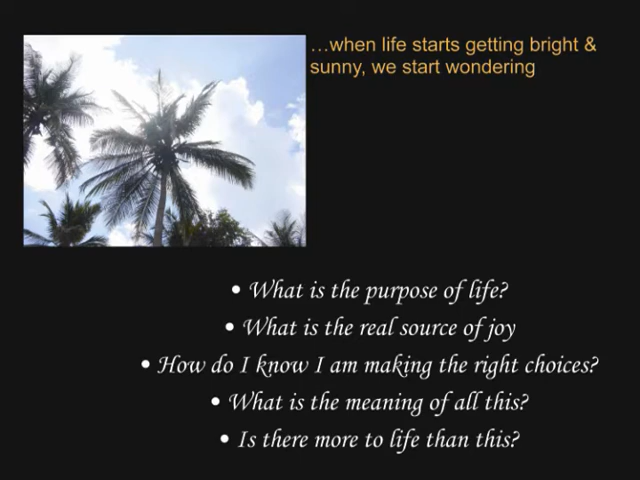 …when life starts getting bright &
sunny, we start wondering
• What is the purpose of life?
• What is the real source of joy
• How do I know I am making the right choices?
• What is the meaning of all this?
• Is there more to life than this?